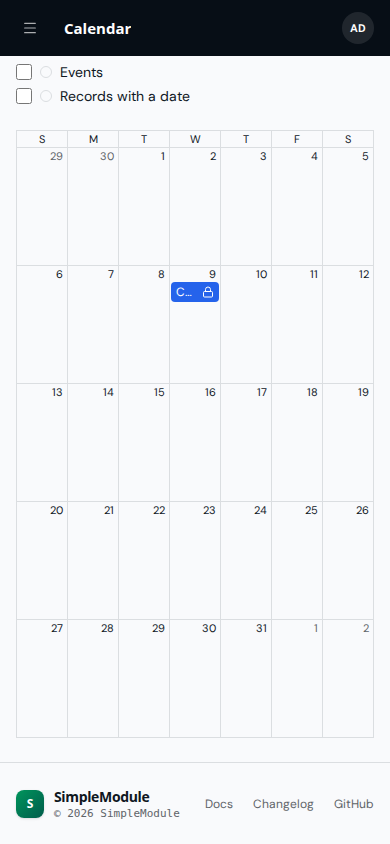 Calendar
AD
Events
Records with a date
S M T W T F S
29 30 1 2 3 4 5
6 7 8 9 10 11 12
C...
13 14 15 16 17 18 19
20 21 22 23 24 25 26
27 28 29 30 31 1 2
S
SimpleModule
© 2026 SimpleModule
Docs Changelog GitHub